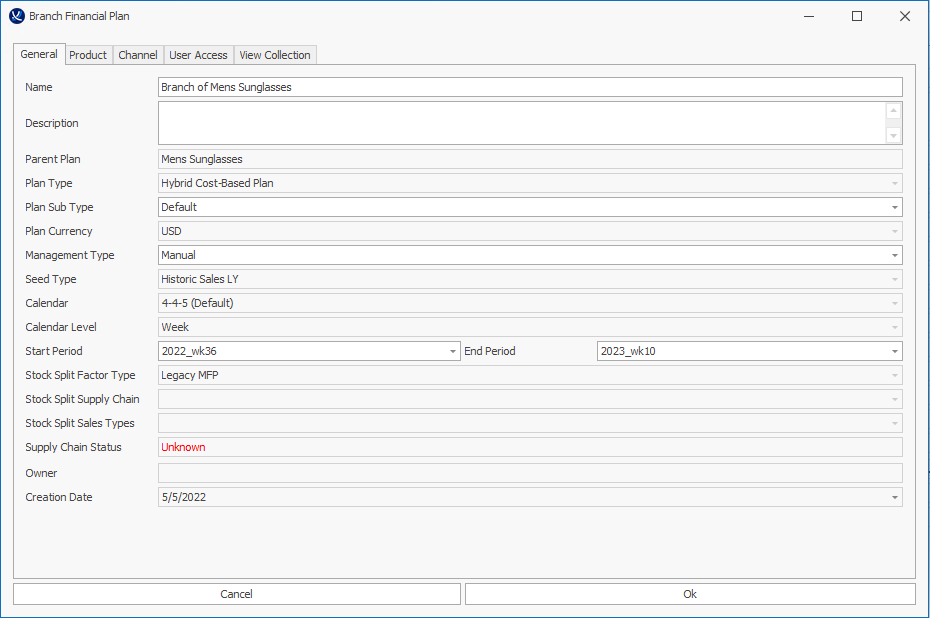 Branch Financial Plan
General Product Channel User Access View Collection
Name Branch of Mens Sunglasses
Description
Parent Plan Mens Sunglasses
Plan Type Hybrid Cost-Based Plan
Plan Sub Type Default
Plan Currency USD
Management Type Manual
Seed Type Historic Sales LY
Calendar 4-4-5 (Default)
Calendar Level Week
Start Period 2022_wk36 End Period 2023_wk10
Stock Split Factor Type Legacy MFP
Stock Split Supply Chain
Stock Split Sales Types
Supply Chain Status Unknown
Owner
Creation Date 5/5/2022
Cancel Ok